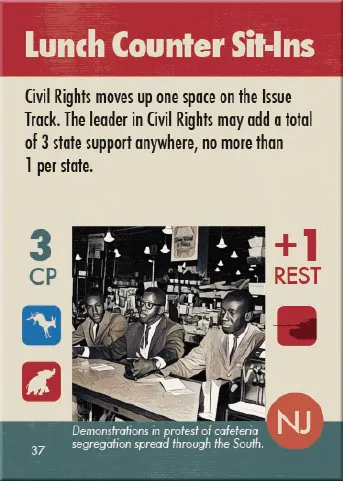 Lunch Counter Sit-Ins
Civil Rights moves up one space on the Issue
Track. The leader in Civil Rights may add a total
of 3 state support anywhere, no more than
1 per state.
3
CP
+1
REST
Demonstrations in protest of cafeteria
segregation spread through the South.
NJ
37